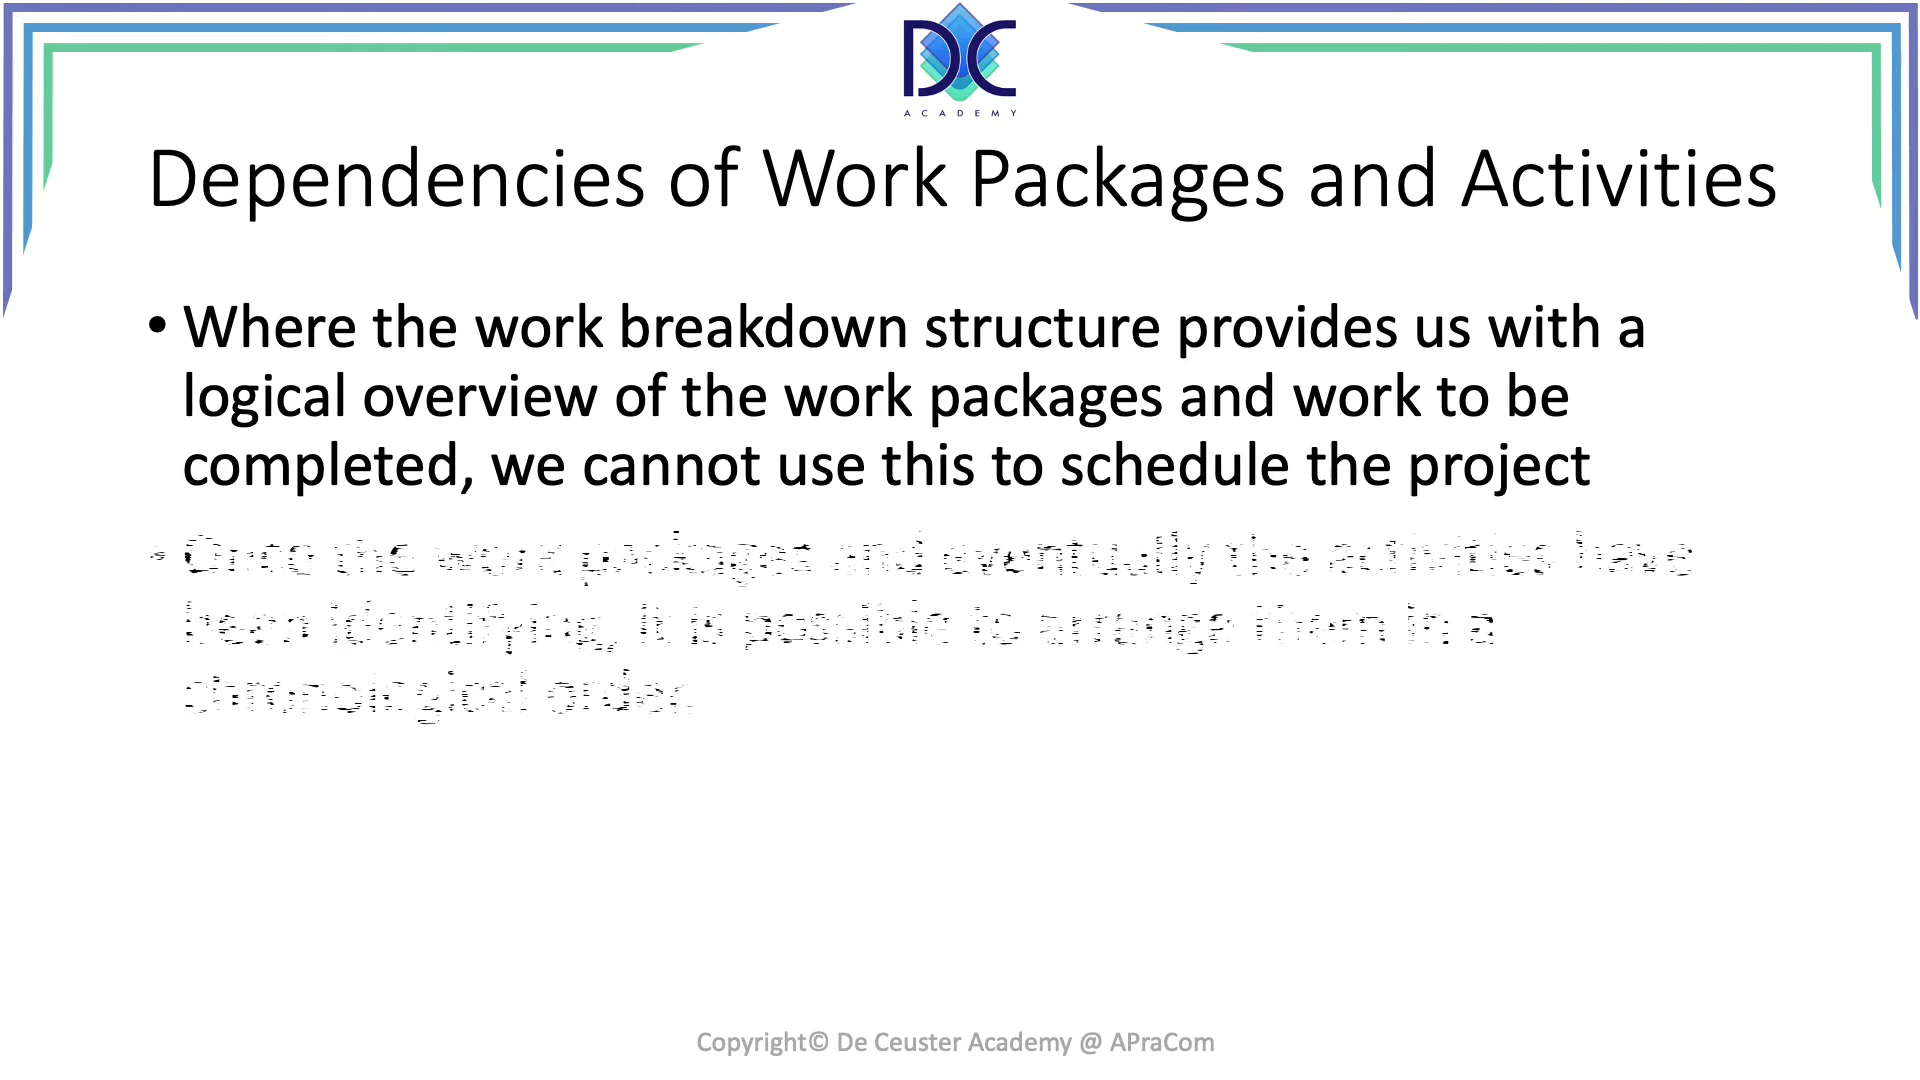 DC
ACADEMY
Dependencies of Work Packages and Activities
• Where the work breakdown structure provides us with a
logical overview of the work packages and work to be
completed, we cannot use this to schedule the project
• Once the work packages and eventually the activities have
been identifying, it is possible to arrange them in a
chronological order.
Copyright© De Ceuster Academy @ APraCom